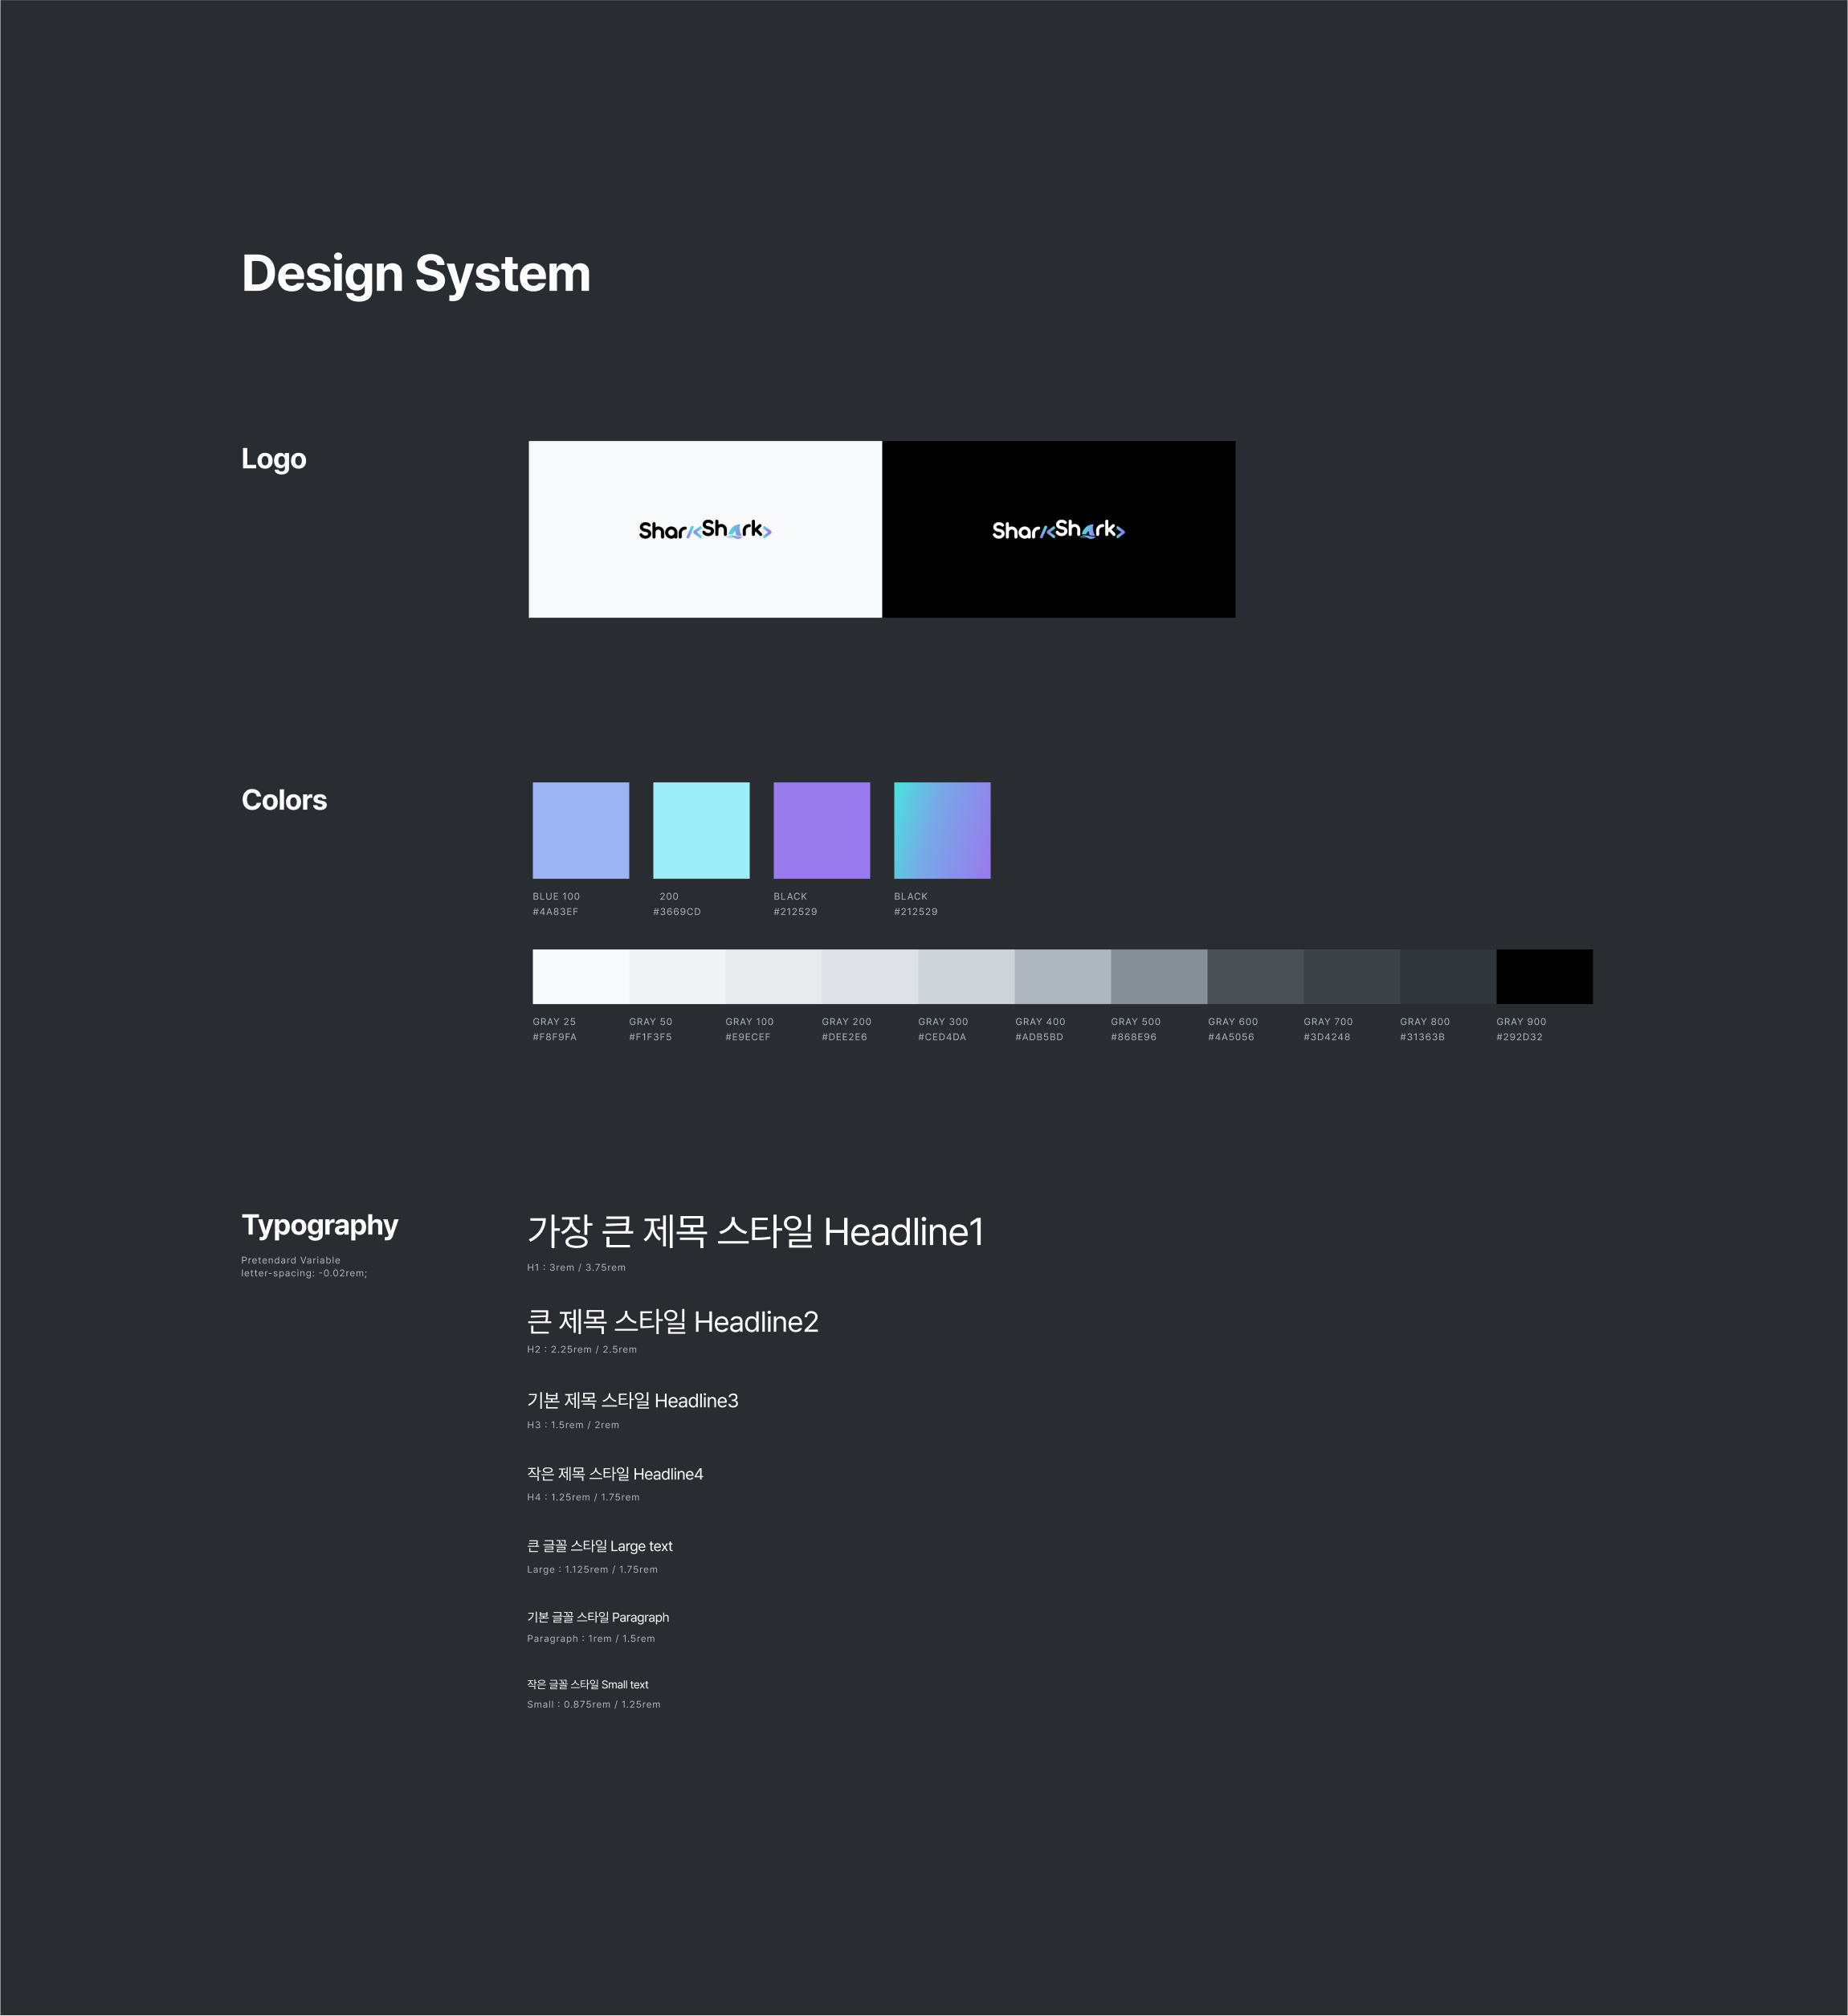 Design System
Logo
Shar/<Shark>
Shar/<Shark>
Colors
BLUE 100
#4A83EF
200
#3669CD
BLACK
#212529
BLACK
#212529
GRAY 25
#F8F9FA
GRAY 50
#F1F3F5
GRAY 100
#E9ECEF
GRAY 200
#DEE2E6
GRAY 300
#CED4DA
GRAY 400
#ADB5BD
GRAY 500
#868E96
GRAY 600
#4A5056
GRAY 700
#3D4248
GRAY 800
#31363B
GRAY 900
#292D32
Typography
Pretendard Variable
letter-spacing: -0.02rem;
가장 큰 제목 스타일 Headline1
H1 : 3rem / 3.75rem
큰 제목 스타일 Headline2
H2 : 2.25rem / 2.5rem
기본 제목 스타일 Headline3
H3 : 1.5rem / 2rem
작은 제목 스타일 Headline4
H4 : 1.25rem / 1.75rem
큰 글꼴 스타일 Large text
Large : 1.125rem / 1.75rem
기본 글꼴 스타일 Paragraph
Paragraph : 1rem / 1.5rem
작은 글꼴 스타일 Small text
Small : 0.875rem / 1.25rem